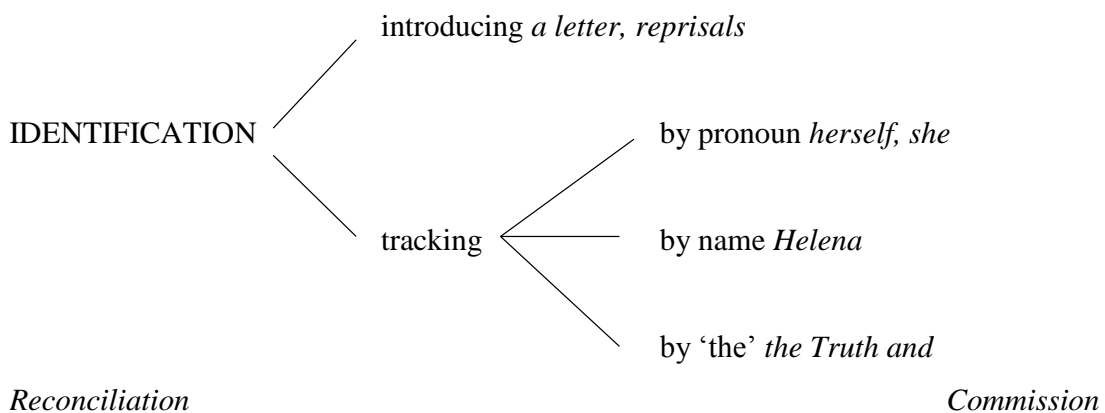 introducing a letter, reprisals
IDENTIFICATION
by pronoun herself, she
tracking
by name Helena
by ‘the’ the Truth and
Reconciliation Commission